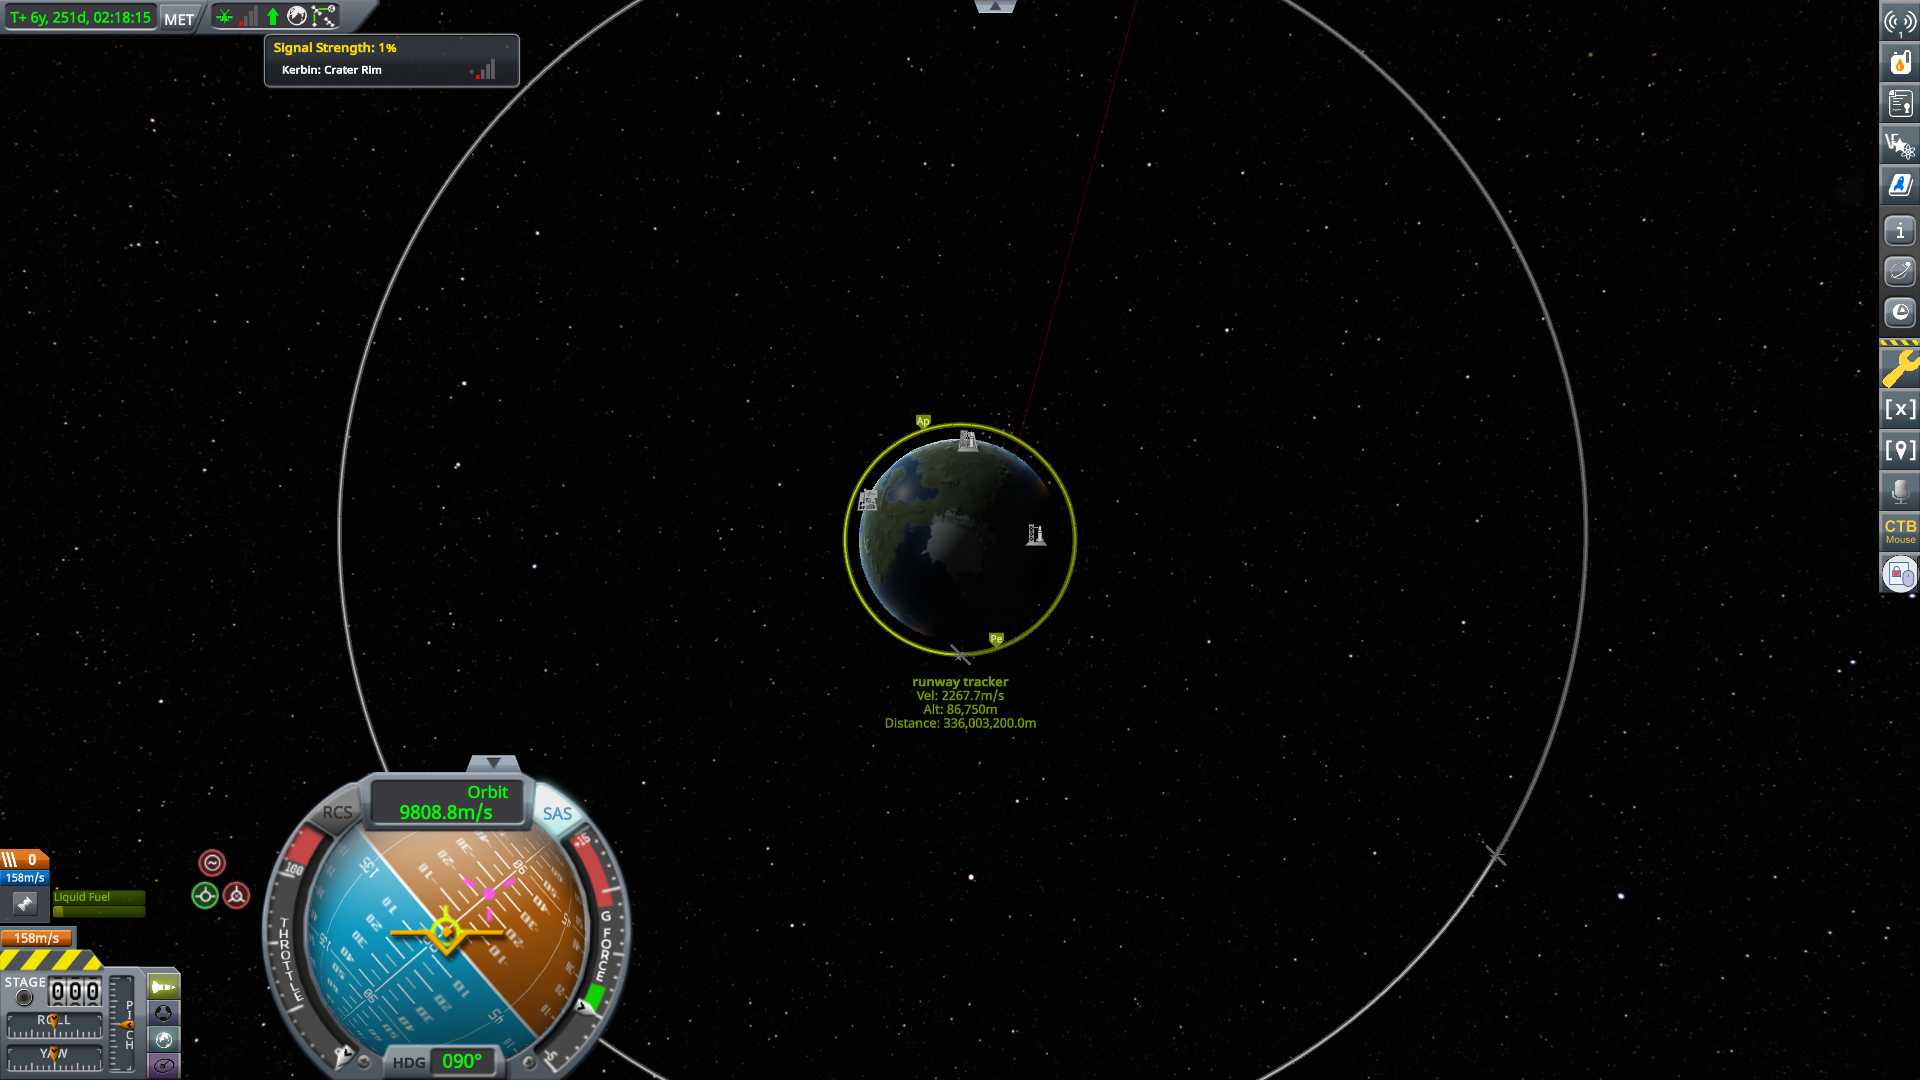 T+ 6y, 251d, 02:18:15
MET
Signal Strength: 1%
Kerbin: Crater Rim
Ap
Pe
runway tracker
Vel: 2267.7m/s
Alt: 86,750m
Distance: 336,003,200.0m
[x]
CTB
Mouse
Orbit
9808.8m/s
RCS
SAS
100
THROTTLE
G FORCE
HDG 090°
0
158m/s
Liquid Fuel
158m/s
STAGE
000
ROLL
YAW
PITCH